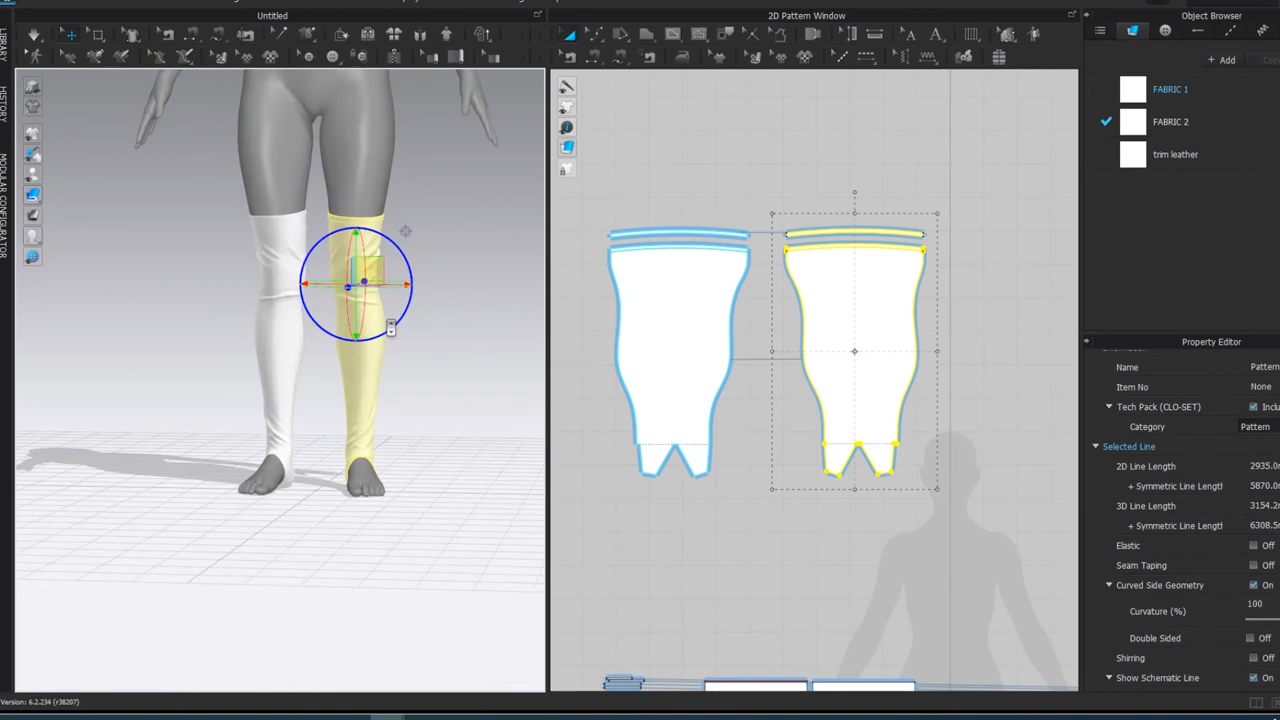 Untitled
2D Pattern Window
Object Browser
LIBRARY
HISTORY
MODULAR CONFIGURATOR
+ Add
FABRIC 1
FABRIC 2
trim leather
Property Editor
Name Pattern
Item No None
Tech Pack (CLO-SET) Inclu
Category Pattern
Selected Line
2D Line Length 2935.0
+ Symmetric Line Length 5870.0
3D Line Length 3154.2
+ Symmetric Line Length 6308.5
Elastic Off
Seam Taping Off
Curved Side Geometry On
Curvature (%) 100
Double Sided Off
Shirring Off
Show Schematic Line On
Version: 6.2.234 (r38207)